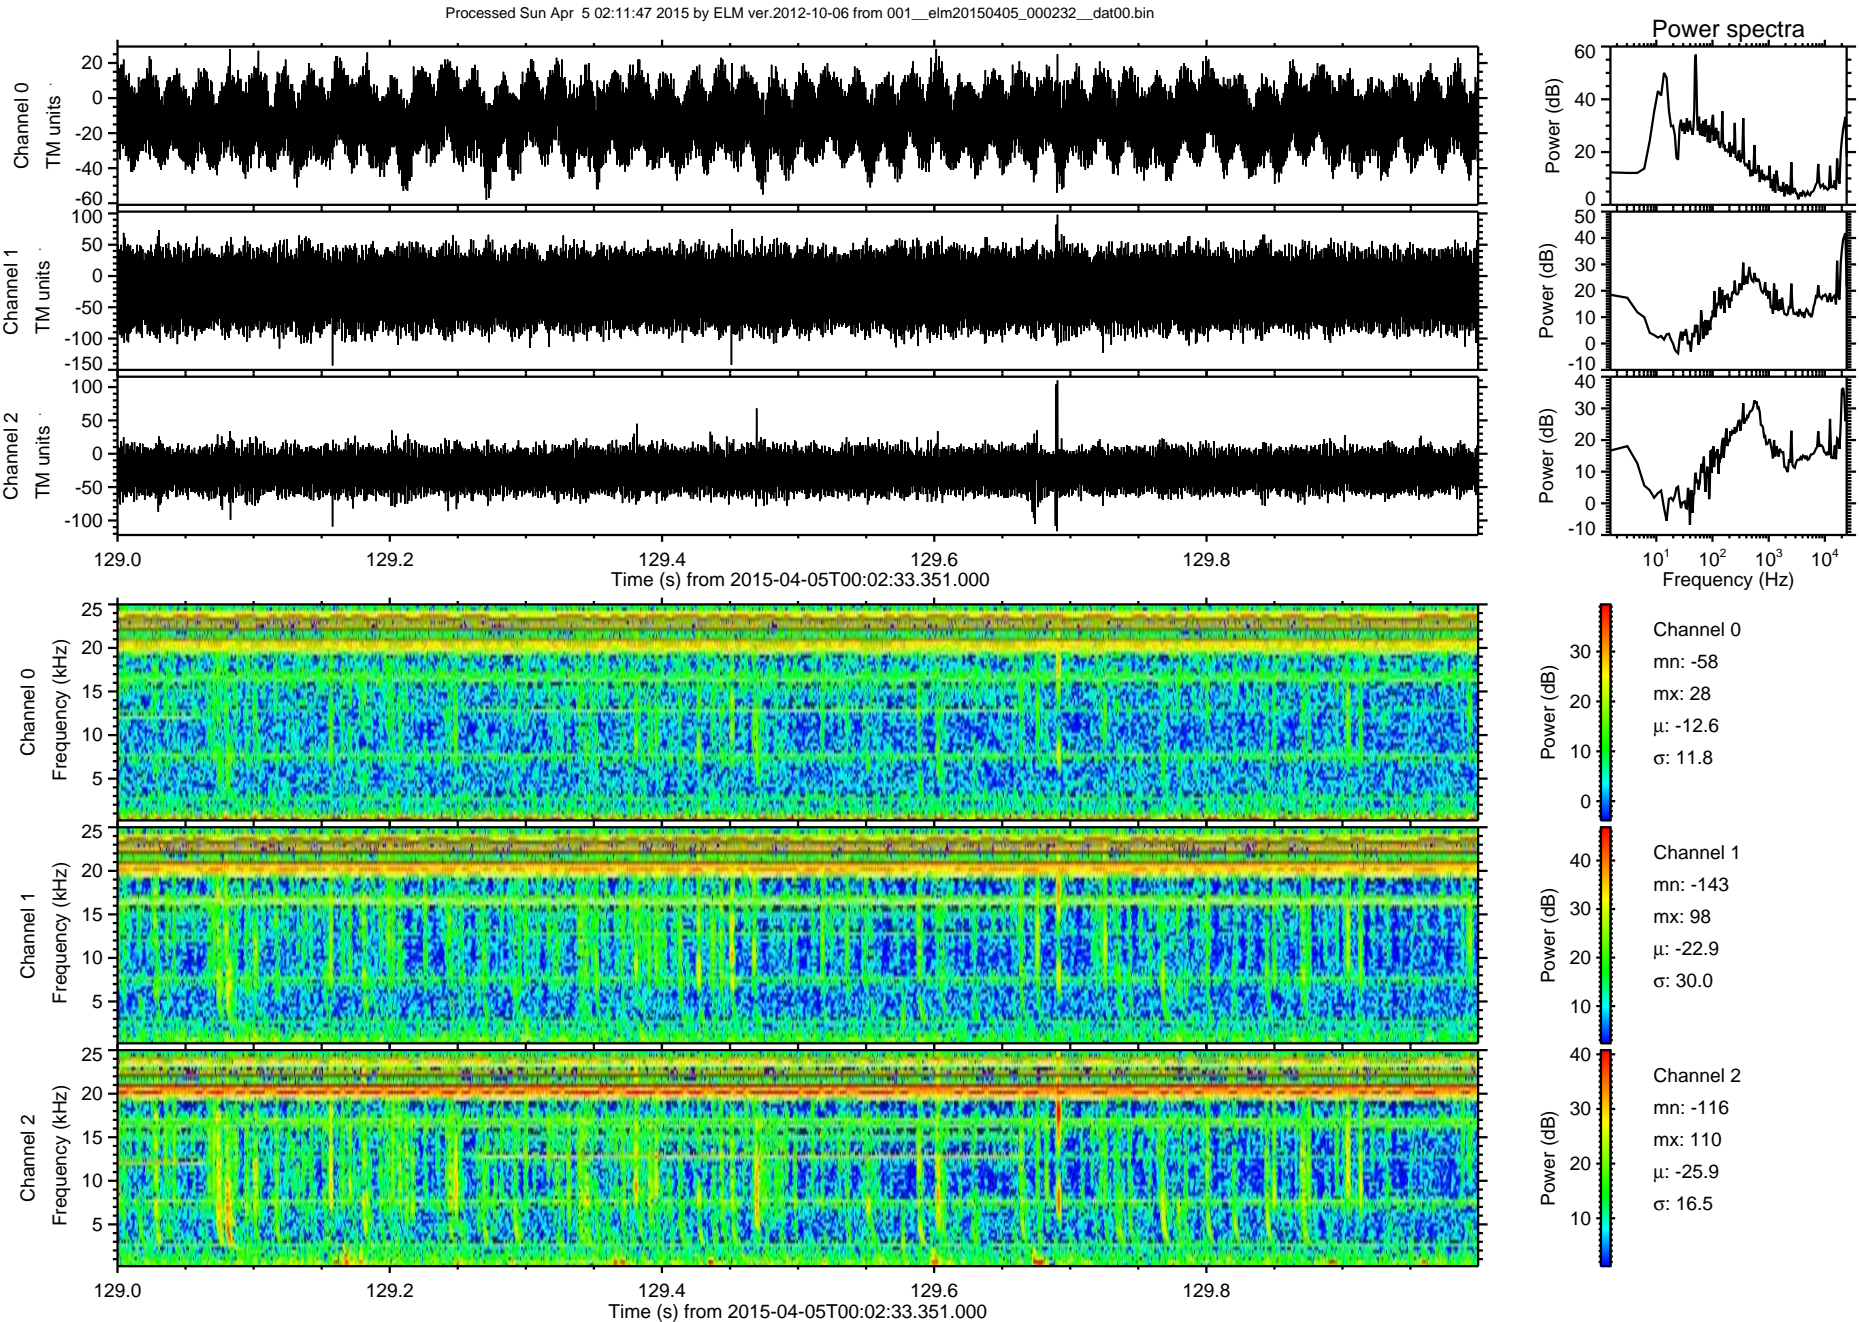 Processed Sun Apr  5 02:11:47 2015 by ELM ver.2012-10-06 from 001__elm20150405_000232__dat00.bin
Power spectra
Channel 0
TM units
20
0
-20
-40
-60
Power (dB)
60
40
20
0
Channel 1
TM units
100
50
0
-50
-100
-150
Power (dB)
50
40
30
20
10
0
-10
Channel 2
TM units
100
50
0
-50
-100
Power (dB)
40
30
20
10
0
-10
129.0 129.2 129.4 129.6 129.8
Time (s) from 2015-04-05T00:02:33.351.000
10¹ 10² 10³ 10⁴
Frequency (Hz)
Channel 0
Frequency (kHz)
25
20
15
10
5
Power (dB)
30
20
10
0
Channel 0
mn: -58
mx: 28
μ: -12.6
σ: 11.8
Channel 1
Frequency (kHz)
25
20
15
10
5
Power (dB)
40
30
20
10
Channel 1
mn: -143
mx: 98
μ: -22.9
σ: 30.0
Channel 2
Frequency (kHz)
25
20
15
10
5
Power (dB)
40
30
20
10
Channel 2
mn: -116
mx: 110
μ: -25.9
σ: 16.5
129.0 129.2 129.4 129.6 129.8
Time (s) from 2015-04-05T00:02:33.351.000